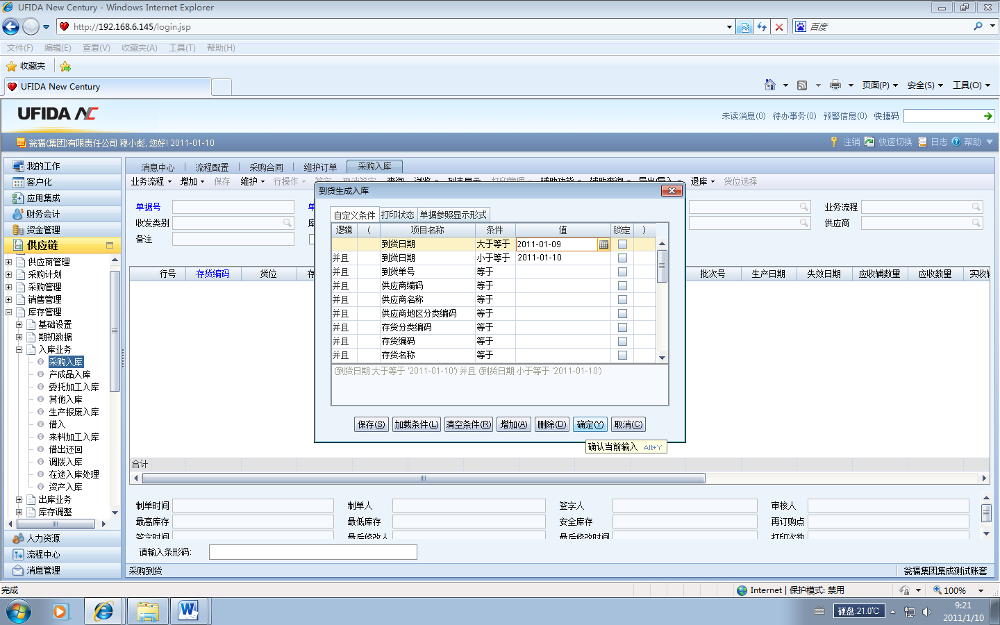 UFIDA New Century - Windows Internet Explorer
http://192.168.6.145/login.jsp
百度
文件(F) 编辑(E) 查看(V) 收藏夹(A) 工具(T) 帮助(H)
收藏夹
UFIDA New Century
页面(P) 安全(S) 工具(O)
UFIDA NC
未读消息(0) 待办事务(0) 预警信息(0) 快捷码
瓮福(集团)有限责任公司 穆小彪, 您好! 2011-01-10
注销 快速切换 日志 帮助
我的工作
客户化
应用集成
财务会计
资金管理
供应链
供应商管理
采购计划
采购管理
销售管理
库存管理
基础设置
期初数据
入库业务
采购入库
产成品入库
委托加工入库
其他入库
生产报废入库
借入
来料加工入库
借出还回
调拨入库
在途入库处理
资产入库
出库业务
库存调整
人力资源
流程中心
消息管理
消息中心 流程配置 采购合同 维护订单 采购入库
业务流程 增加 保存 维护 行操作 签字 取消签字 查询 浏览 列表显示 打印管理 辅助功能 辅助查询 导出/导入 退库 货位选择
单据号 业务流程
收发类别 供应商
备注
行号 存货编码 货位 批次号 生产日期 失效日期 应收辅数量 应收数量
到货生成入库
自定义条件 打印状态 单据参照显示形式
逻辑 ( 项目名称 条件 值 锁定 )
到货日期 大于等于 2011-01-09
并且 到货日期 小于等于 2011-01-10
并且 到货单号 等于
并且 供应商编码 等于
并且 供应商名称 等于
并且 供应商地区分类编码 等于
并且 存货分类编码 等于
并且 存货编码 等于
并且 存货名称 等于
(到货日期 大于等于 '2011-01-10') 并且 (到货日期 小于等于 '2011-01-10')
保存(S) 加载条件(L) 清空条件(R) 增加(A) 删除(D) 确定(Y) 取消(C)
确认当前输入 Alt+Y
合计
制单时间 制单人 签字人 审核人
最高库存 最低库存 安全库存 再订购点
签字时间 最后修改人 最后修改时间 打印次数
请输入条形码:
采购到货 瓮福集团集成测试账套
完成 Internet | 保护模式: 禁用 100%
硬盘:21.0℃
9:21
2011/1/10